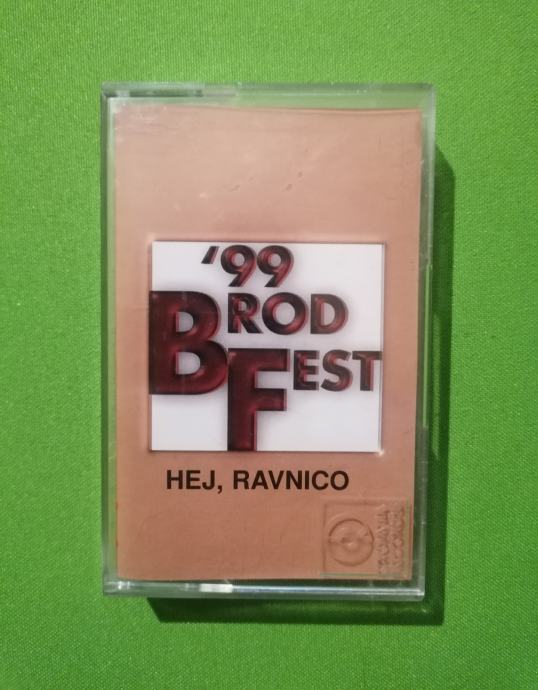 '99
BROD
FEST
HEJ, RAVNICO
CROATIA
RECORDS